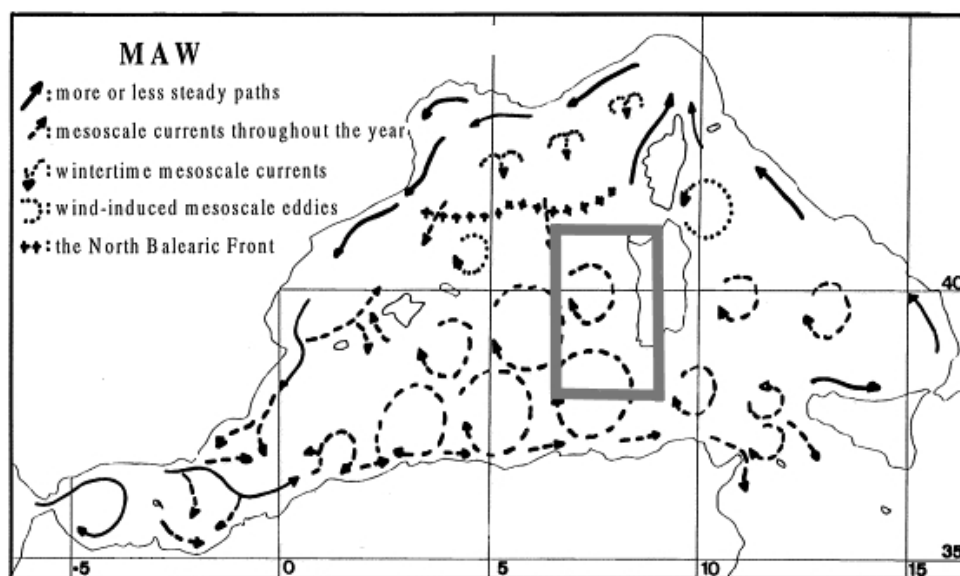 MAW
: more or less steady paths
: mesoscale currents throughout the year
: wintertime mesoscale currents
: wind-induced mesoscale eddies
: the North Balearic Front
40
35
-5
0
5
10
15